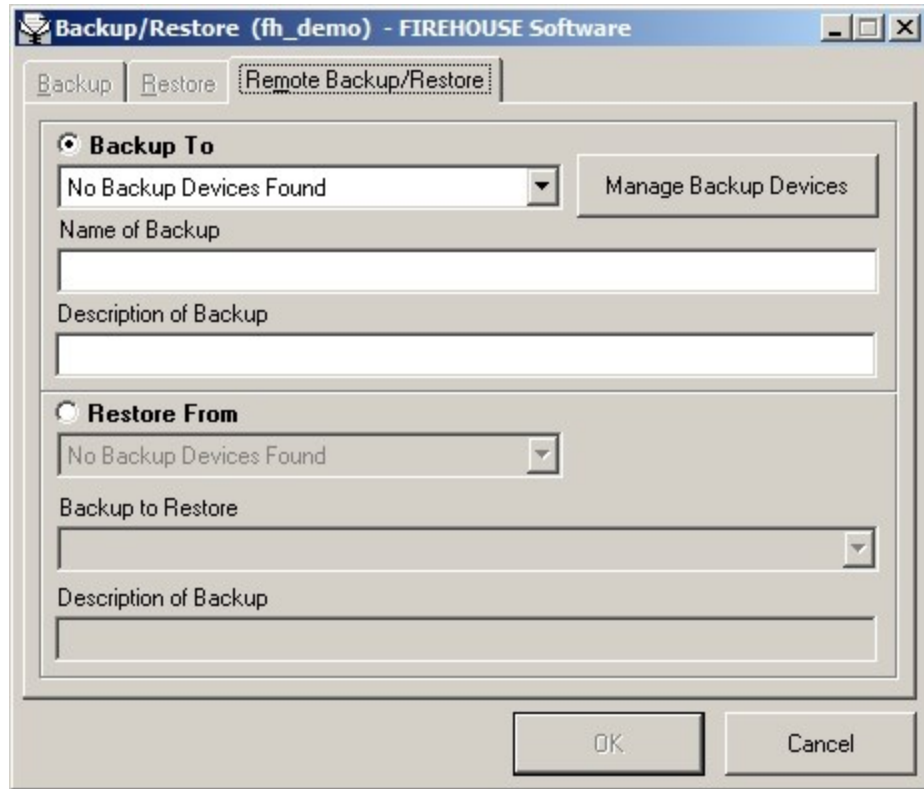 Backup/Restore (fh_demo) - FIREHOUSE Software
Backup Restore Remote Backup/Restore
Backup To
No Backup Devices Found Manage Backup Devices
Name of Backup
Description of Backup
Restore From
No Backup Devices Found
Backup to Restore
Description of Backup
OK Cancel